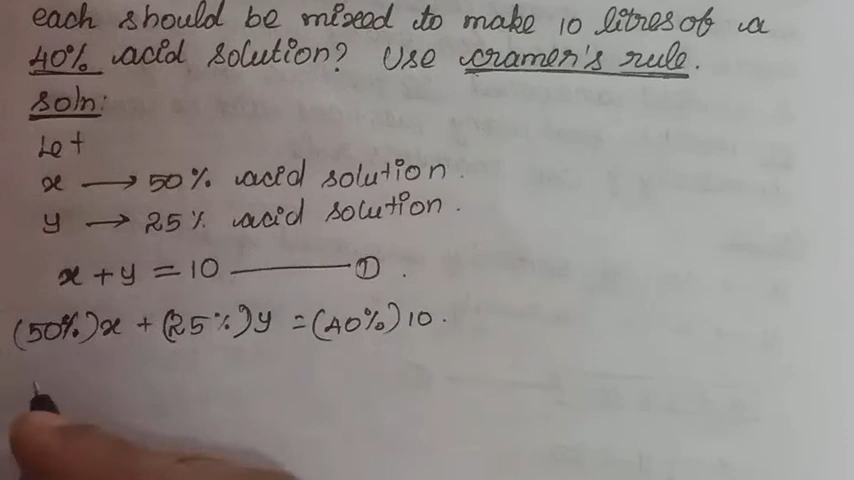 each should be mixed to make 10 litres of a
40% acid solution? Use cramer's rule.
soln:
Let
x → 50% acid solution.
y → 25% acid solution.
x + y = 10 ——— ①.
(50%)x + (25%)y = (40%)10.